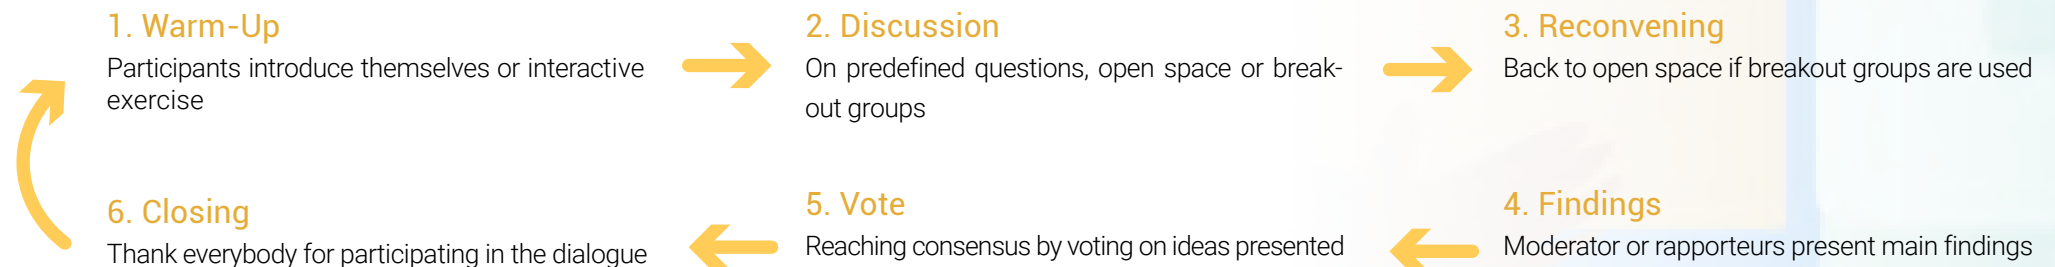 1. Warm-Up
Participants introduce themselves or interactive
exercise
2. Discussion
On predefined questions, open space or break-
out groups
3. Reconvening
Back to open space if breakout groups are used
4. Findings
Moderator or rapporteurs present main findings
5. Vote
Reaching consensus by voting on ideas presented
6. Closing
Thank everybody for participating in the dialogue